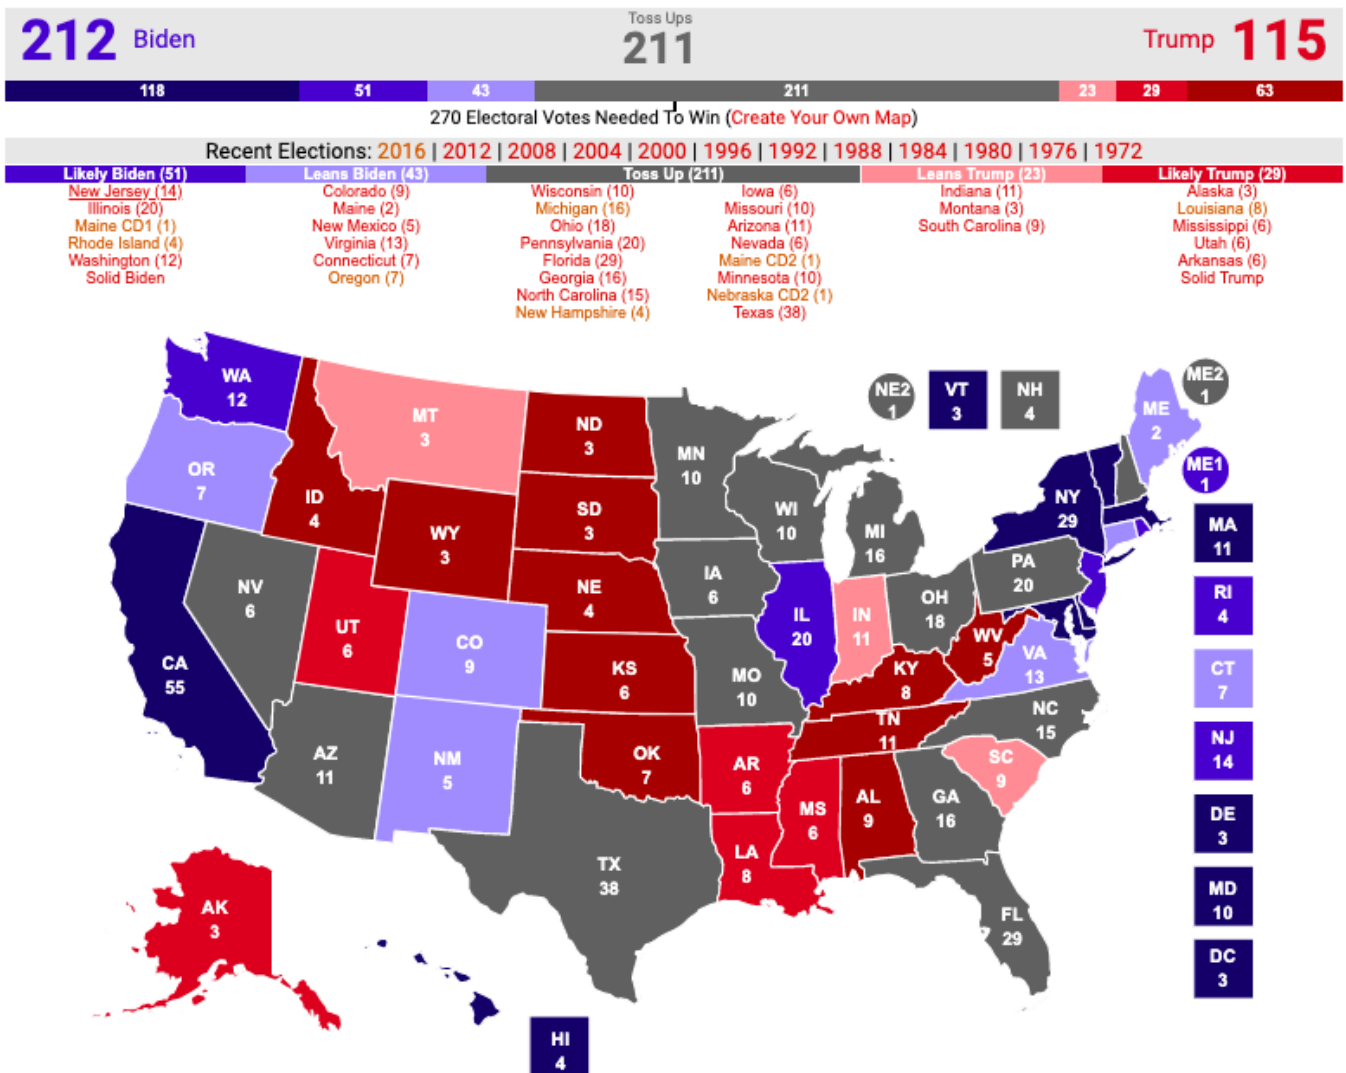 Toss Ups
212 Biden
211
Trump 115
118 51 43 211 23 29 63
270 Electoral Votes Needed To Win (Create Your Own Map)
Recent Elections: 2016 | 2012 | 2008 | 2004 | 2000 | 1996 | 1992 | 1988 | 1984 | 1980 | 1976 | 1972
Likely Biden (51)
New Jersey (14)
Illinois (20)
Maine CD1 (1)
Rhode Island (4)
Washington (12)
Solid Biden
Leans Biden (43)
Colorado (9)
Maine (2)
New Mexico (5)
Virginia (13)
Connecticut (7)
Oregon (7)
Toss Up (211)
Wisconsin (10)
Michigan (16)
Ohio (18)
Pennsylvania (20)
Florida (29)
Georgia (16)
North Carolina (15)
New Hampshire (4)
Iowa (6)
Missouri (10)
Arizona (11)
Nevada (6)
Maine CD2 (1)
Minnesota (10)
Nebraska CD2 (1)
Texas (38)
Leans Trump (23)
Indiana (11)
Montana (3)
South Carolina (9)
Likely Trump (29)
Alaska (3)
Louisiana (8)
Mississippi (6)
Utah (6)
Arkansas (6)
Solid Trump
WA
12
OR
7
CA
55
NV
6
ID
4
MT
3
WY
3
UT
6
AZ
11
CO
9
NM
5
ND
3
SD
3
NE
4
KS
6
OK
7
TX
38
MN
10
IA
6
MO
10
AR
6
LA
8
WI
10
IL
20
MS
6
MI
16
IN
11
KY
8
TN
11
AL
9
OH
18
WV
5
GA
16
FL
29
SC
9
NC
15
VA
13
PA
20
NY
29
NE2
1
VT
3
NH
4
ME
2
ME2
1
ME1
1
MA
11
RI
4
CT
7
NJ
14
DE
3
MD
10
DC
3
AK
3
HI
4